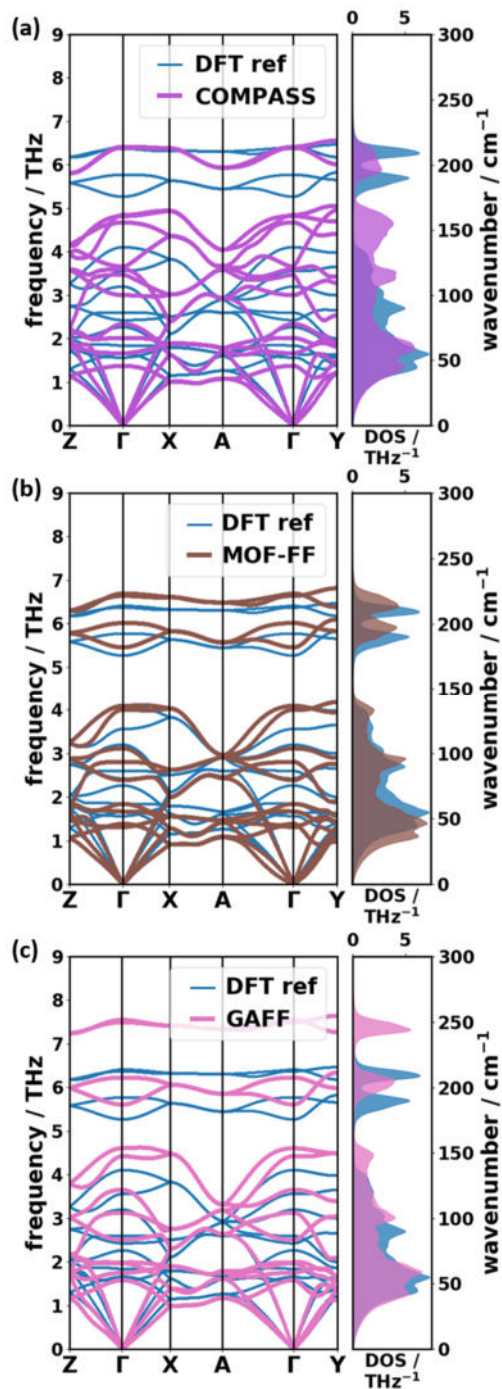 (a)
0 5
9 300
DFT ref
COMPASS
8
250
7
6 200
5 150
4
3 100
2
50
1
0 0
frequency / THz
wavenumber / cm⁻¹
Z Γ X A Γ Y
DOS /
THz⁻¹
(b)
0 5
9 300
DFT ref
MOF-FF
8
250
7
6 200
5 150
4
3 100
2
50
1
0 0
frequency / THz
wavenumber / cm⁻¹
Z Γ X A Γ Y
DOS /
THz⁻¹
(c)
0 5
9 300
DFT ref
GAFF
8
250
7
6 200
5 150
4
3 100
2
50
1
0 0
frequency / THz
wavenumber / cm⁻¹
Z Γ X A Γ Y
DOS /
THz⁻¹